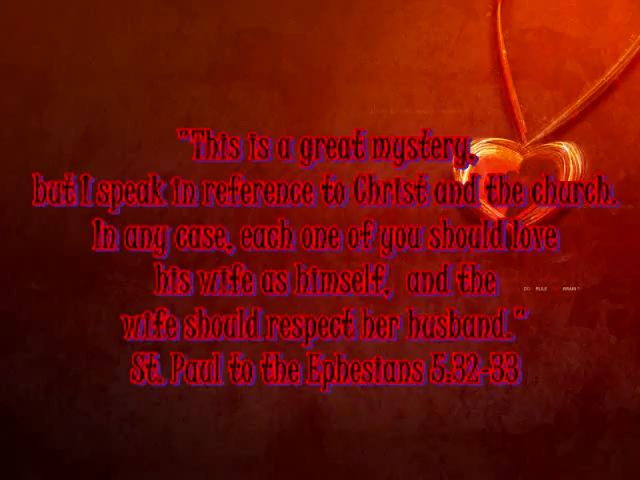 "This is a great mystery,
but I speak in reference to Christ and the church.
In any case, each one of you should love
his wife as himself, and the
wife should respect her husband."
St. Paul to the Ephesians 5:32-33
RULE